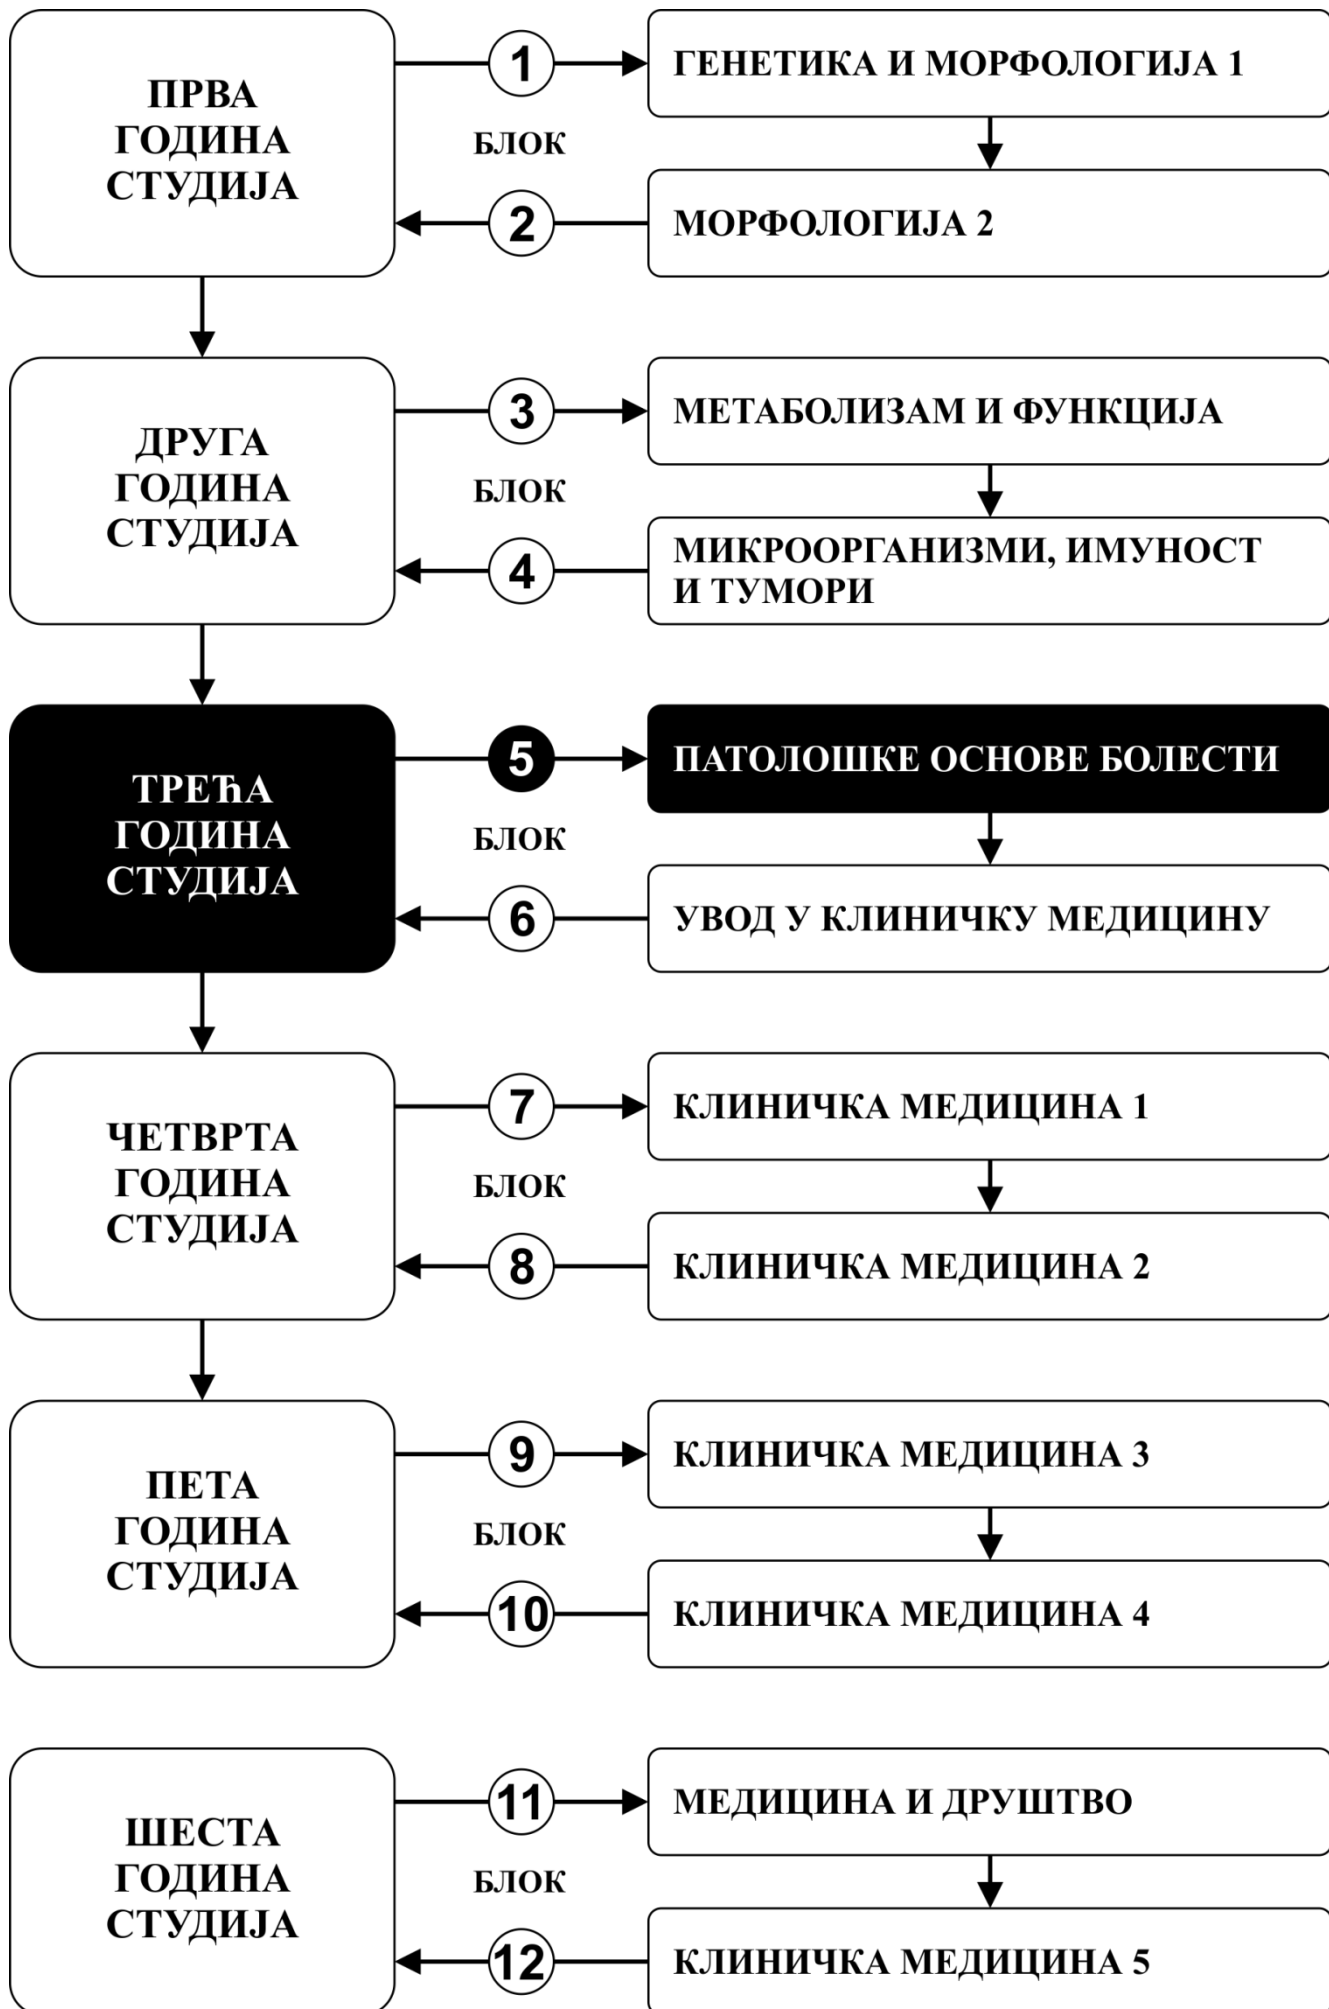 ПРВА
ГОДИНА
СТУДИЈА
1
БЛОК
2
ГЕНЕТИКА И МОРФОЛОГИЈА 1
МОРФОЛОГИЈА 2
ДРУГА
ГОДИНА
СТУДИЈА
3
БЛОК
4
МЕТАБОЛИЗАМ И ФУНКЦИЈА
МИКРООРГАНИЗМИ, ИМУНОСТ
И ТУМОРИ
ТРЕЋА
ГОДИНА
СТУДИЈА
5
БЛОК
6
ПАТОЛОШКЕ ОСНОВЕ БОЛЕСТИ
УВОД У КЛИНИЧКУ МЕДИЦИНУ
ЧЕТВРТА
ГОДИНА
СТУДИЈА
7
БЛОК
8
КЛИНИЧКА МЕДИЦИНА 1
КЛИНИЧКА МЕДИЦИНА 2
ПЕТА
ГОДИНА
СТУДИЈА
9
БЛОК
10
КЛИНИЧКА МЕДИЦИНА 3
КЛИНИЧКА МЕДИЦИНА 4
ШЕСТА
ГОДИНА
СТУДИЈА
11
БЛОК
12
МЕДИЦИНА И ДРУШТВО
КЛИНИЧКА МЕДИЦИНА 5